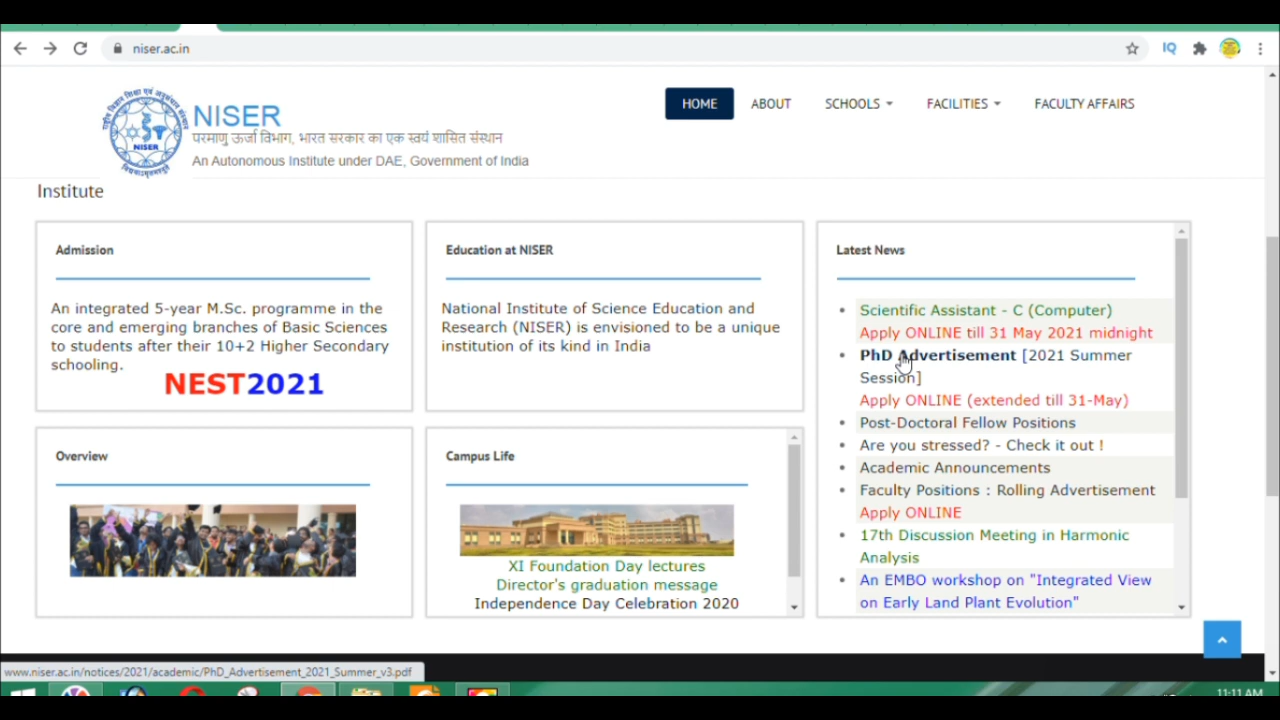 niser.ac.in
IQ
NISER
परमाणु ऊर्जा विभाग, भारत सरकार का एक स्वयं शासित संस्थान
An Autonomous Institute under DAE, Government of India
NISER
HOME
ABOUT
SCHOOLS
FACILITIES
FACULTY AFFAIRS
Institute
Admission
An integrated 5-year M.Sc. programme in the
core and emerging branches of Basic Sciences
to students after their 10+2 Higher Secondary
schooling.
NEST2021
Education at NISER
National Institute of Science Education and
Research (NISER) is envisioned to be a unique
institution of its kind in India
Latest News
Scientific Assistant - C (Computer)
Apply ONLINE till 31 May 2021 midnight
PhD Advertisement [2021 Summer
Session]
Apply ONLINE (extended till 31-May)
Post-Doctoral Fellow Positions
Are you stressed? - Check it out !
Academic Announcements
Faculty Positions : Rolling Advertisement
Apply ONLINE
17th Discussion Meeting in Harmonic
Analysis
An EMBO workshop on "Integrated View
on Early Land Plant Evolution"
Overview
Campus Life
XI Foundation Day lectures
Director's graduation message
Independence Day Celebration 2020
www.niser.ac.in/notices/2021/academic/PhD_Advertisement_2021_Summer_v3.pdf
11:11 AM